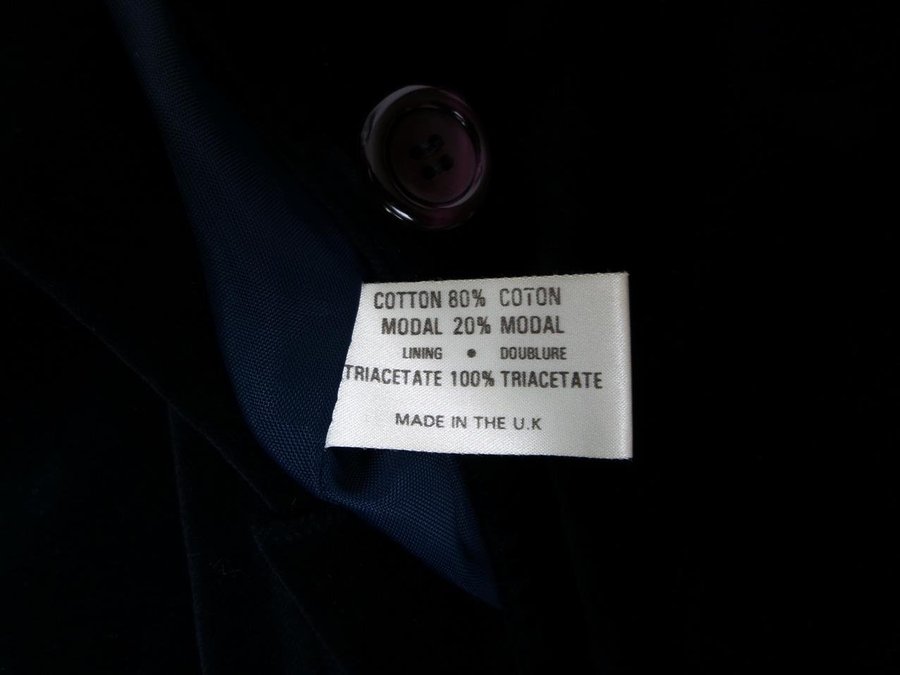 COTTON 80% COTON
MODAL 20% MODAL
LINING • DOUBLURE
TRIACETATE 100% TRIACETATE
MADE IN THE U.K